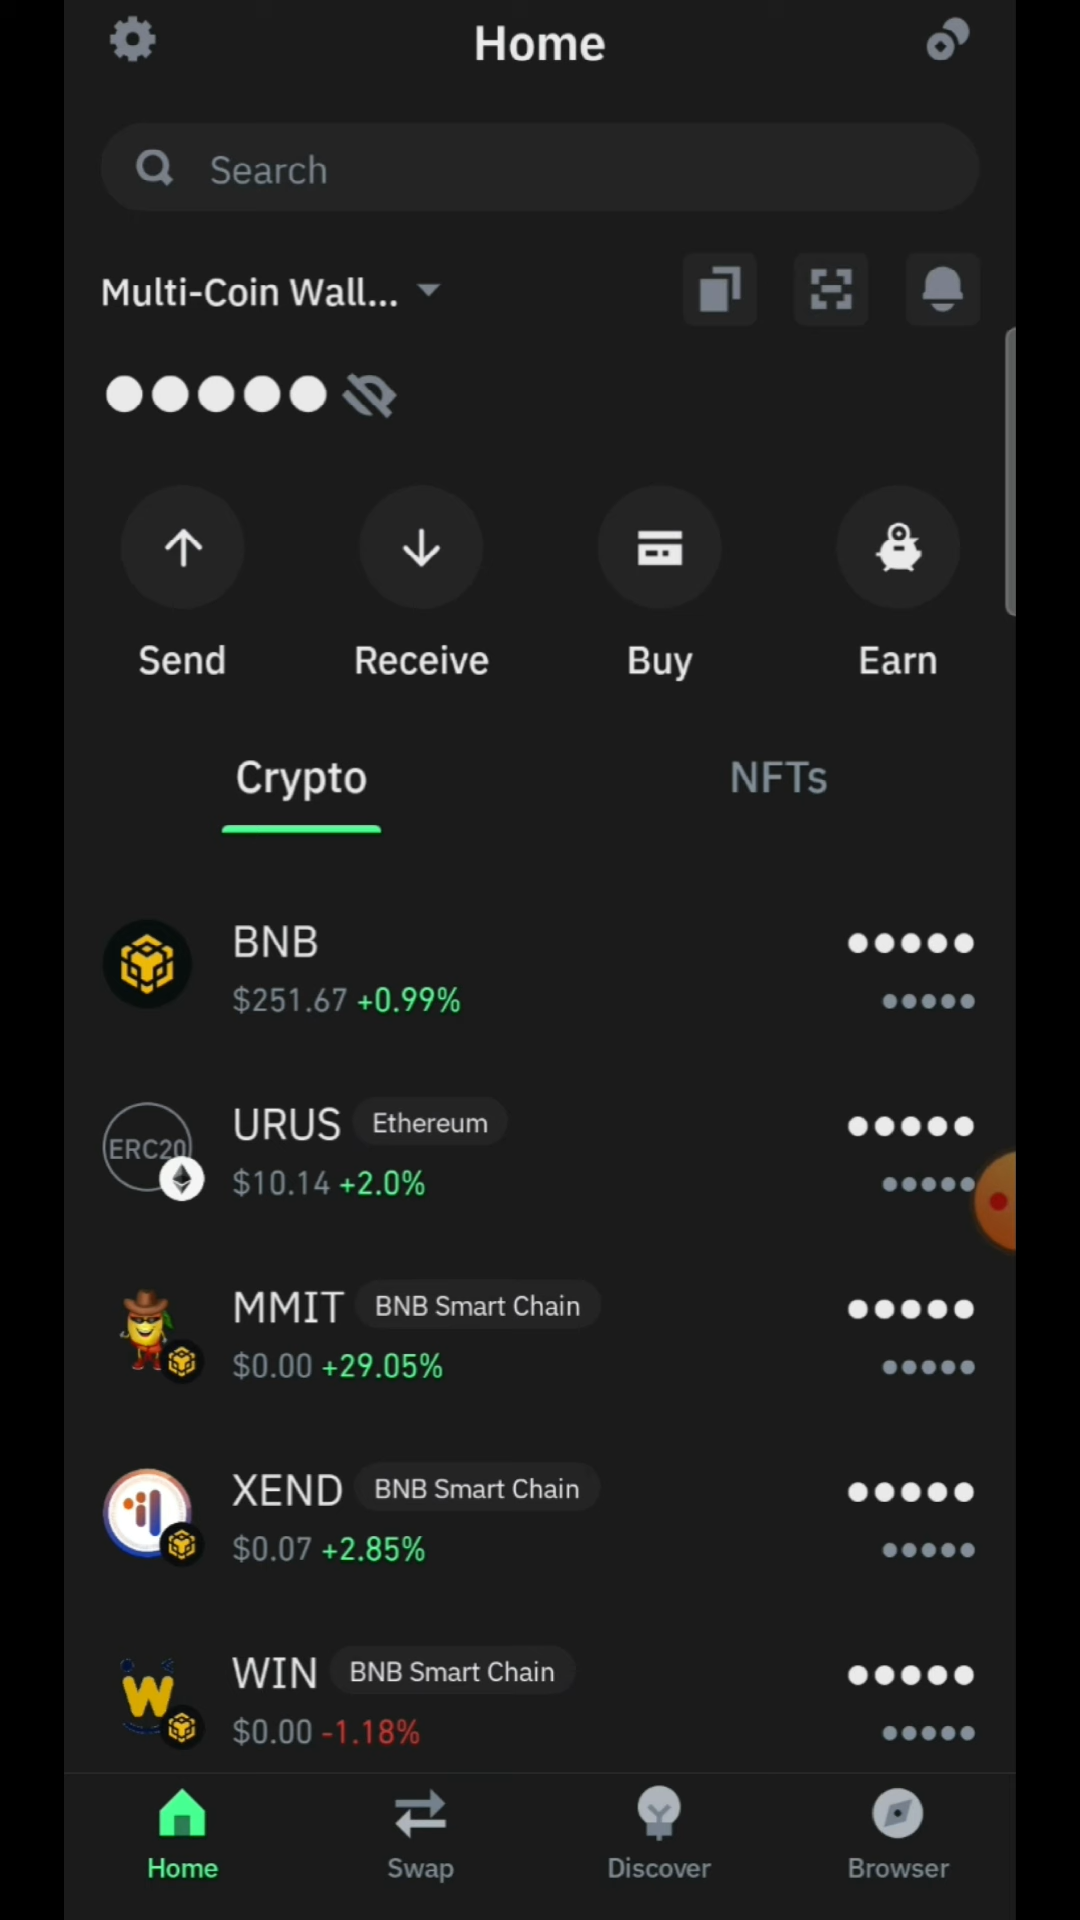 Home
Search
Multi-Coin Wall...
Send
Receive
Buy
Earn
Crypto
NFTs
BNB
$251.67 +0.99%
ERC20
URUS Ethereum
$10.14 +2.0%
MMIT BNB Smart Chain
$0.00 +29.05%
XEND BNB Smart Chain
$0.07 +2.85%
W
WIN BNB Smart Chain
$0.00 -1.18%
Home
Swap
Discover
Browser